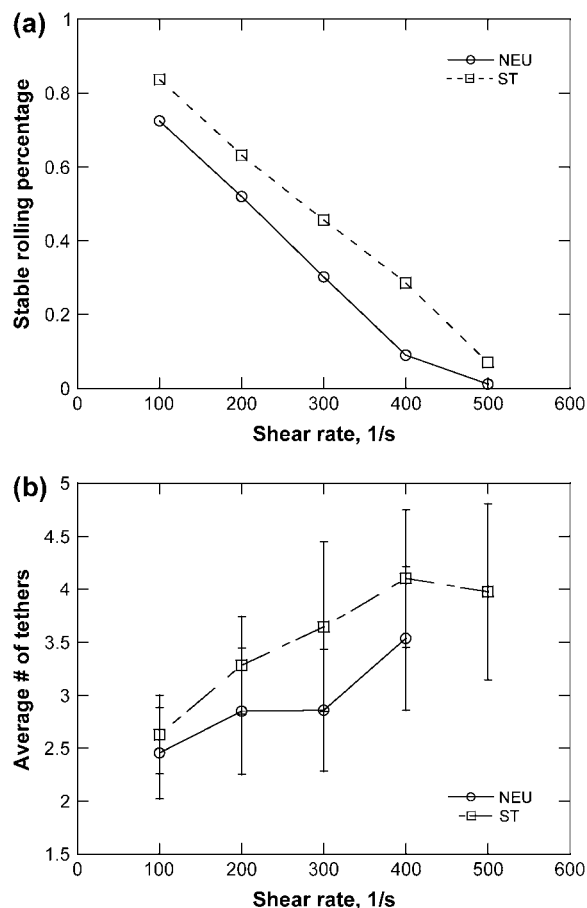 (a)
1
0.8
0.6
0.4
0.2
0
Stable rolling percentage
NEU
ST
0 100 200 300 400 500 600
Shear rate, 1/s
(b)
5
4.5
4
3.5
3
2.5
2
1.5
Average # of tethers
NEU
ST
0 100 200 300 400 500 600
Shear rate, 1/s